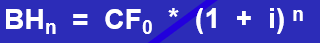 BHₙ = CF₀ * (1 + i) ⁿ